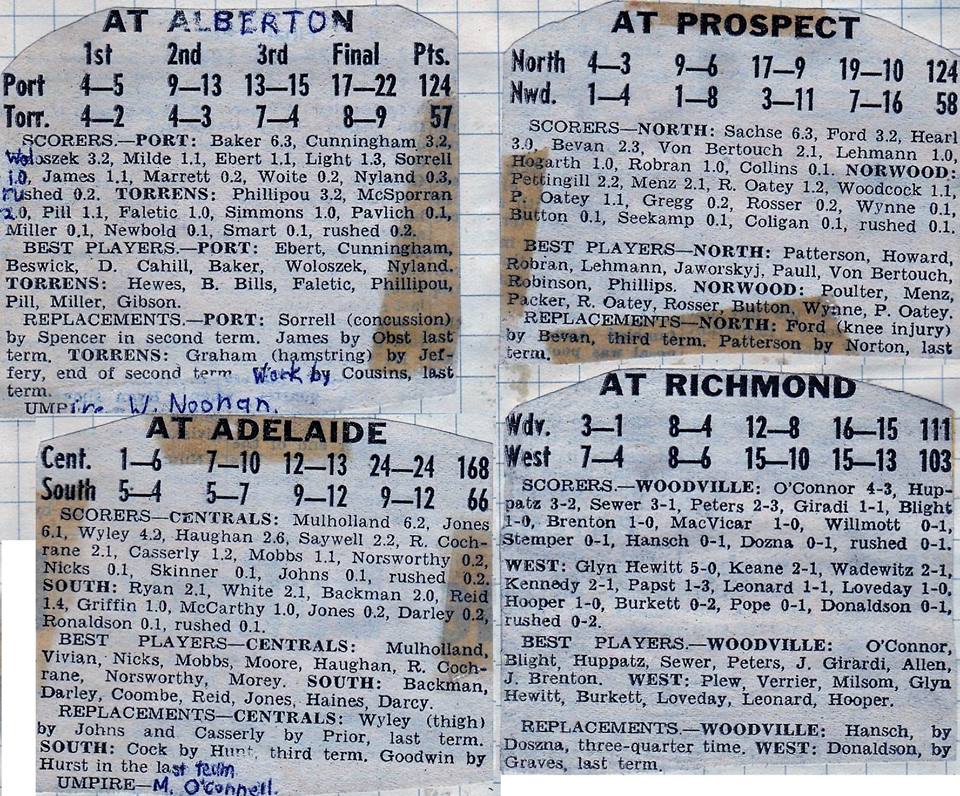 AT ALBERTON
1st 2nd 3rd Final Pts.
Port 4—5 9—13 13—15 17—22 124
Torr. 4—2 4—3 7—4 8—9 57
SCORERS.—PORT: Baker 6.3, Cunningham 3.2,
Woloszek 3.2, Milde 1.1, Ebert 1.1, Light 1.3, Sorrell
1.0, James 1.1, Marrett 0.2, Woite 0.2, Nyland 0.3,
rushed 0.2. TORRENS: Phillipou 3.2, McSporran
2.0, Pill 1.1, Faletic 1.0, Simmons 1.0, Pavlich 0.1,
Miller 0.1, Newbold 0.1, Smart 0.1, rushed 0.2.
BEST PLAYERS.—PORT: Ebert, Cunningham,
Beswick, D. Cahill, Baker, Woloszek, Nyland.
TORRENS: Hewes, B. Bills, Faletic, Phillipou,
Pill, Miller, Gibson.
REPLACEMENTS.—PORT: Sorrell (concussion)
by Spencer in second term. James by Obst last
term. TORRENS: Graham (hamstring) by Jef-
fery, end of second term Work by Cousins, last
term.
UMPire W. Noohan.
AT ADELAIDE
Cent. 1—6 7—10 12—13 24—24 168
South 5—4 5—7 9—12 9—12 66
SCORERS—CENTRALS: Mulholland 6.2, Jones
6.1, Wyley 4.2, Haughan 2.6, Saywell 2.2, R. Coch-
rane 2.1, Casserly 1.2, Mobbs 1.1, Norsworthy 0.2,
Nicks 0.1, Skinner 0.1, Johns 0.1, rushed 0.2.
SOUTH: Ryan 2.1, White 2.1, Backman 2.0, Reid
1.4, Griffin 1.0, McCarthy 1.0, Jones 0.2, Darley 0.2,
Ronaldson 0.1, rushed 0.1.
BEST PLAYERS—CENTRALS: Mulholland,
Vivian, Nicks, Mobbs, Moore, Haughan, R. Coch-
rane, Norsworthy, Morey. SOUTH: Backman,
Darley, Coombe, Reid, Jones, Haines, Darcy.
REPLACEMENTS—CENTRALS: Wyley (thigh)
by Johns and Casserly by Prior, last term.
SOUTH: Cock by Hunt, third term. Goodwin by
Hurst in the last term
UMPIRE—M. O'Connell.
AT PROSPECT
North 4—3 9—6 17—9 19—10 124
Nwd. 1—4 1—8 3—11 7—16 58
SCORERS—NORTH: Sachse 6.3, Ford 3.2, Hearl
3.0, Bevan 2.3, Von Bertouch 2.1, Lehmann 1.0,
Hogarth 1.0, Robran 1.0, Collins 0.1. NORWOOD:
Pettingill 2.2, Menz 2.1, R. Oatey 1.2, Woodcock 1.1,
P. Oatey 1.1, Gregg 0.2, Rosser 0.2, Wynne 0.1,
Button 0.1, Seekamp 0.1, Coligan 0.1, rushed 0.1.
BEST PLAYERS—NORTH: Patterson, Howard,
Robran, Lehmann, Jaworskyj, Paull, Von Bertouch,
Robinson, Phillips. NORWOOD: Poulter, Menz,
Packer, R. Oatey, Rosser, Button, Wynne, P. Oatey.
REPLACEMENTS—NORTH: Ford (knee injury)
by Bevan, third term. Patterson by Norton, last
term.
AT RICHMOND
Wdv. 3—1 8—4 12—8 16—15 111
West 7—4 8—6 15—10 15—13 103
SCORERS.—WOODVILLE: O'Connor 4-3, Hup-
patz 3-2, Sewer 3-1, Peters 2-3, Giradi 1-1, Blight
1-0, Brenton 1-0, MacVicar 1-0, Willmott 0-1,
Stemper 0-1, Hansch 0-1, Dozna 0-1, rushed 0-1.
WEST: Glyn Hewitt 5-0, Keane 2-1, Wadewitz 2-1,
Kennedy 2-1, Papst 1-3, Leonard 1-1, Loveday 1-0,
Hooper 1-0, Burkett 0-2, Pope 0-1, Donaldson 0-1,
rushed 0-2.
BEST PLAYERS.—WOODVILLE: O'Connor,
Blight, Huppatz, Sewer, Peters, J. Girardi, Allen,
J. Brenton. WEST: Plew, Verrier, Milsom, Glyn
Hewitt, Burkett, Loveday, Leonard, Hooper.
REPLACEMENTS.—WOODVILLE: Hansch, by
Doszna, three-quarter time. WEST: Donaldson, by
Graves, last term.